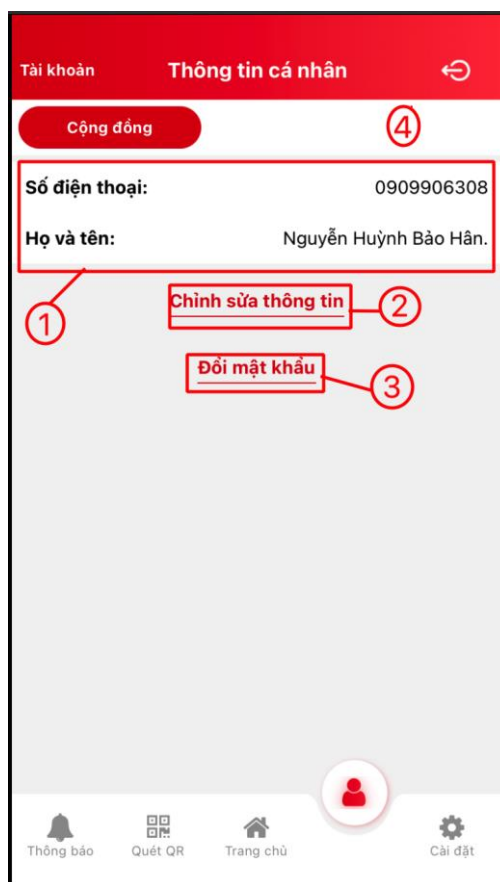 Tài khoản Thông tin cá nhân
Cộng đồng
4
Số điện thoại: 0909906308
Họ và tên: Nguyễn Huỳnh Bảo Hân.
1
Chỉnh sửa thông tin
2
Đổi mật khẩu
3
Thông báo Quét QR Trang chủ Cài đặt